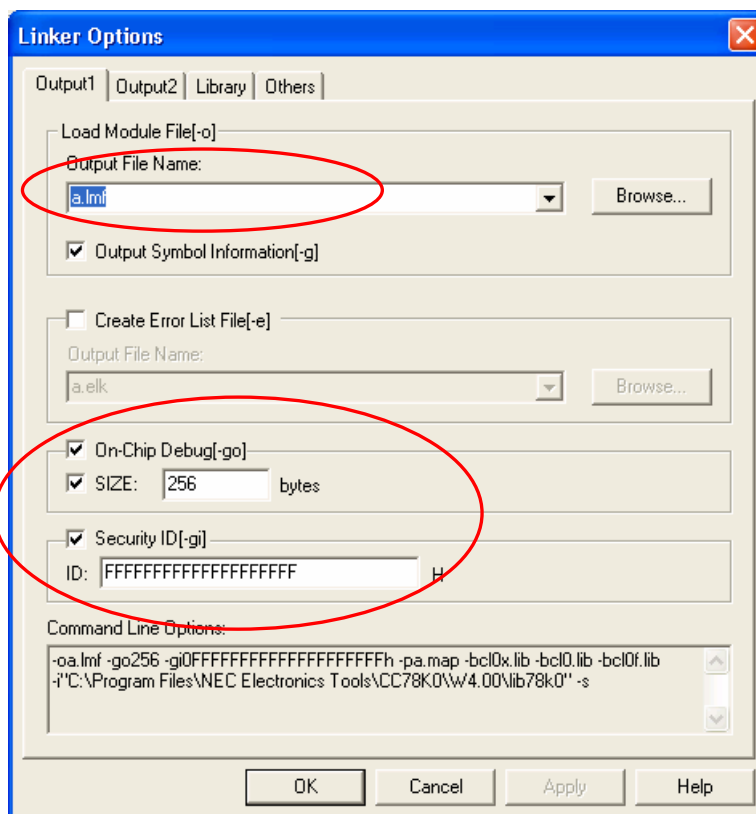 Linker Options
Output1 Output2 Library Others
Load Module File[-o]
Output File Name:
a.lmf
Browse...
Output Symbol Information[-g]
Create Error List File[-e]
Output File Name:
a.elk
Browse...
On-Chip Debug[-go]
SIZE: 256 bytes
Security ID[-gi]
ID: FFFFFFFFFFFFFFFFFFFF H
Command Line Options:
-oa.lmf -go256 -gi0FFFFFFFFFFFFFFFFFFFFh -pa.map -bcl0x.lib -bcl0.lib -bcl0f.lib
-i"C:\Program Files\NEC Electronics Tools\CC78K0\W4.00\lib78k0" -s
OK Cancel Apply Help